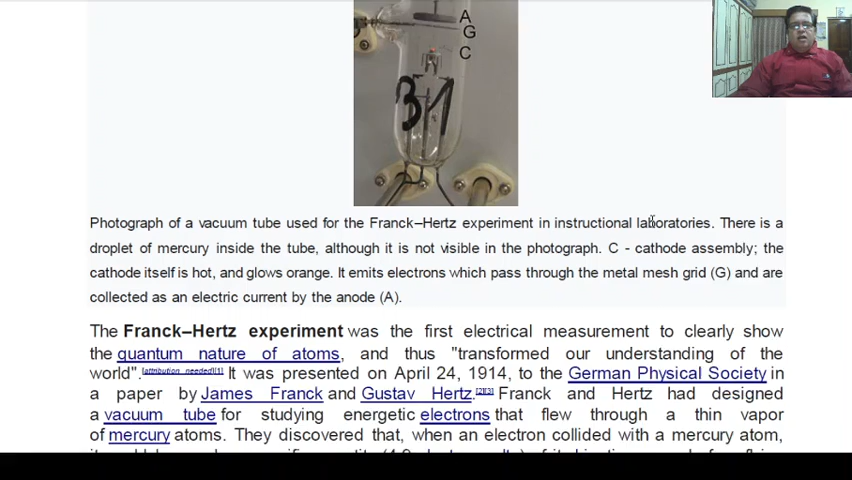 A
G
C
31
Photograph of a vacuum tube used for the Franck–Hertz experiment in instructional laboratories. There is a
droplet of mercury inside the tube, although it is not visible in the photograph. C - cathode assembly; the
cathode itself is hot, and glows orange. It emits electrons which pass through the metal mesh grid (G) and are
collected as an electric current by the anode (A).
The Franck–Hertz experiment was the first electrical measurement to clearly show
the quantum nature of atoms, and thus "transformed our understanding of the
world".[attribution needed][1] It was presented on April 24, 1914, to the German Physical Society in
a paper by James Franck and Gustav Hertz.[2][3] Franck and Hertz had designed
a vacuum tube for studying energetic electrons that flew through a thin vapor
of mercury atoms. They discovered that, when an electron collided with a mercury atom,